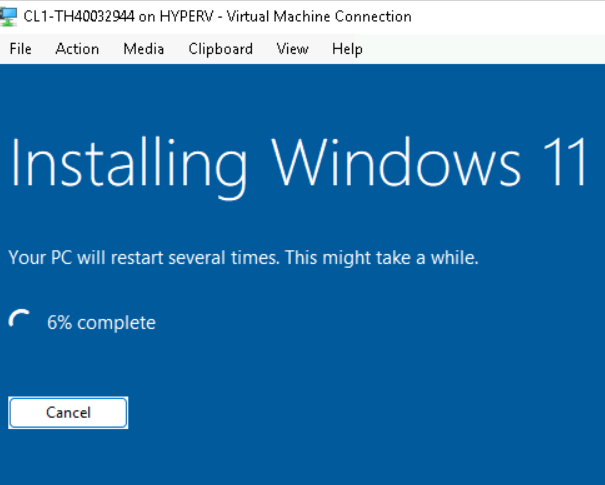 CL1-TH40032944 on HYPERV - Virtual Machine Connection
File Action Media Clipboard View Help
Installing Windows 11
Your PC will restart several times. This might take a while.
6% complete
Cancel